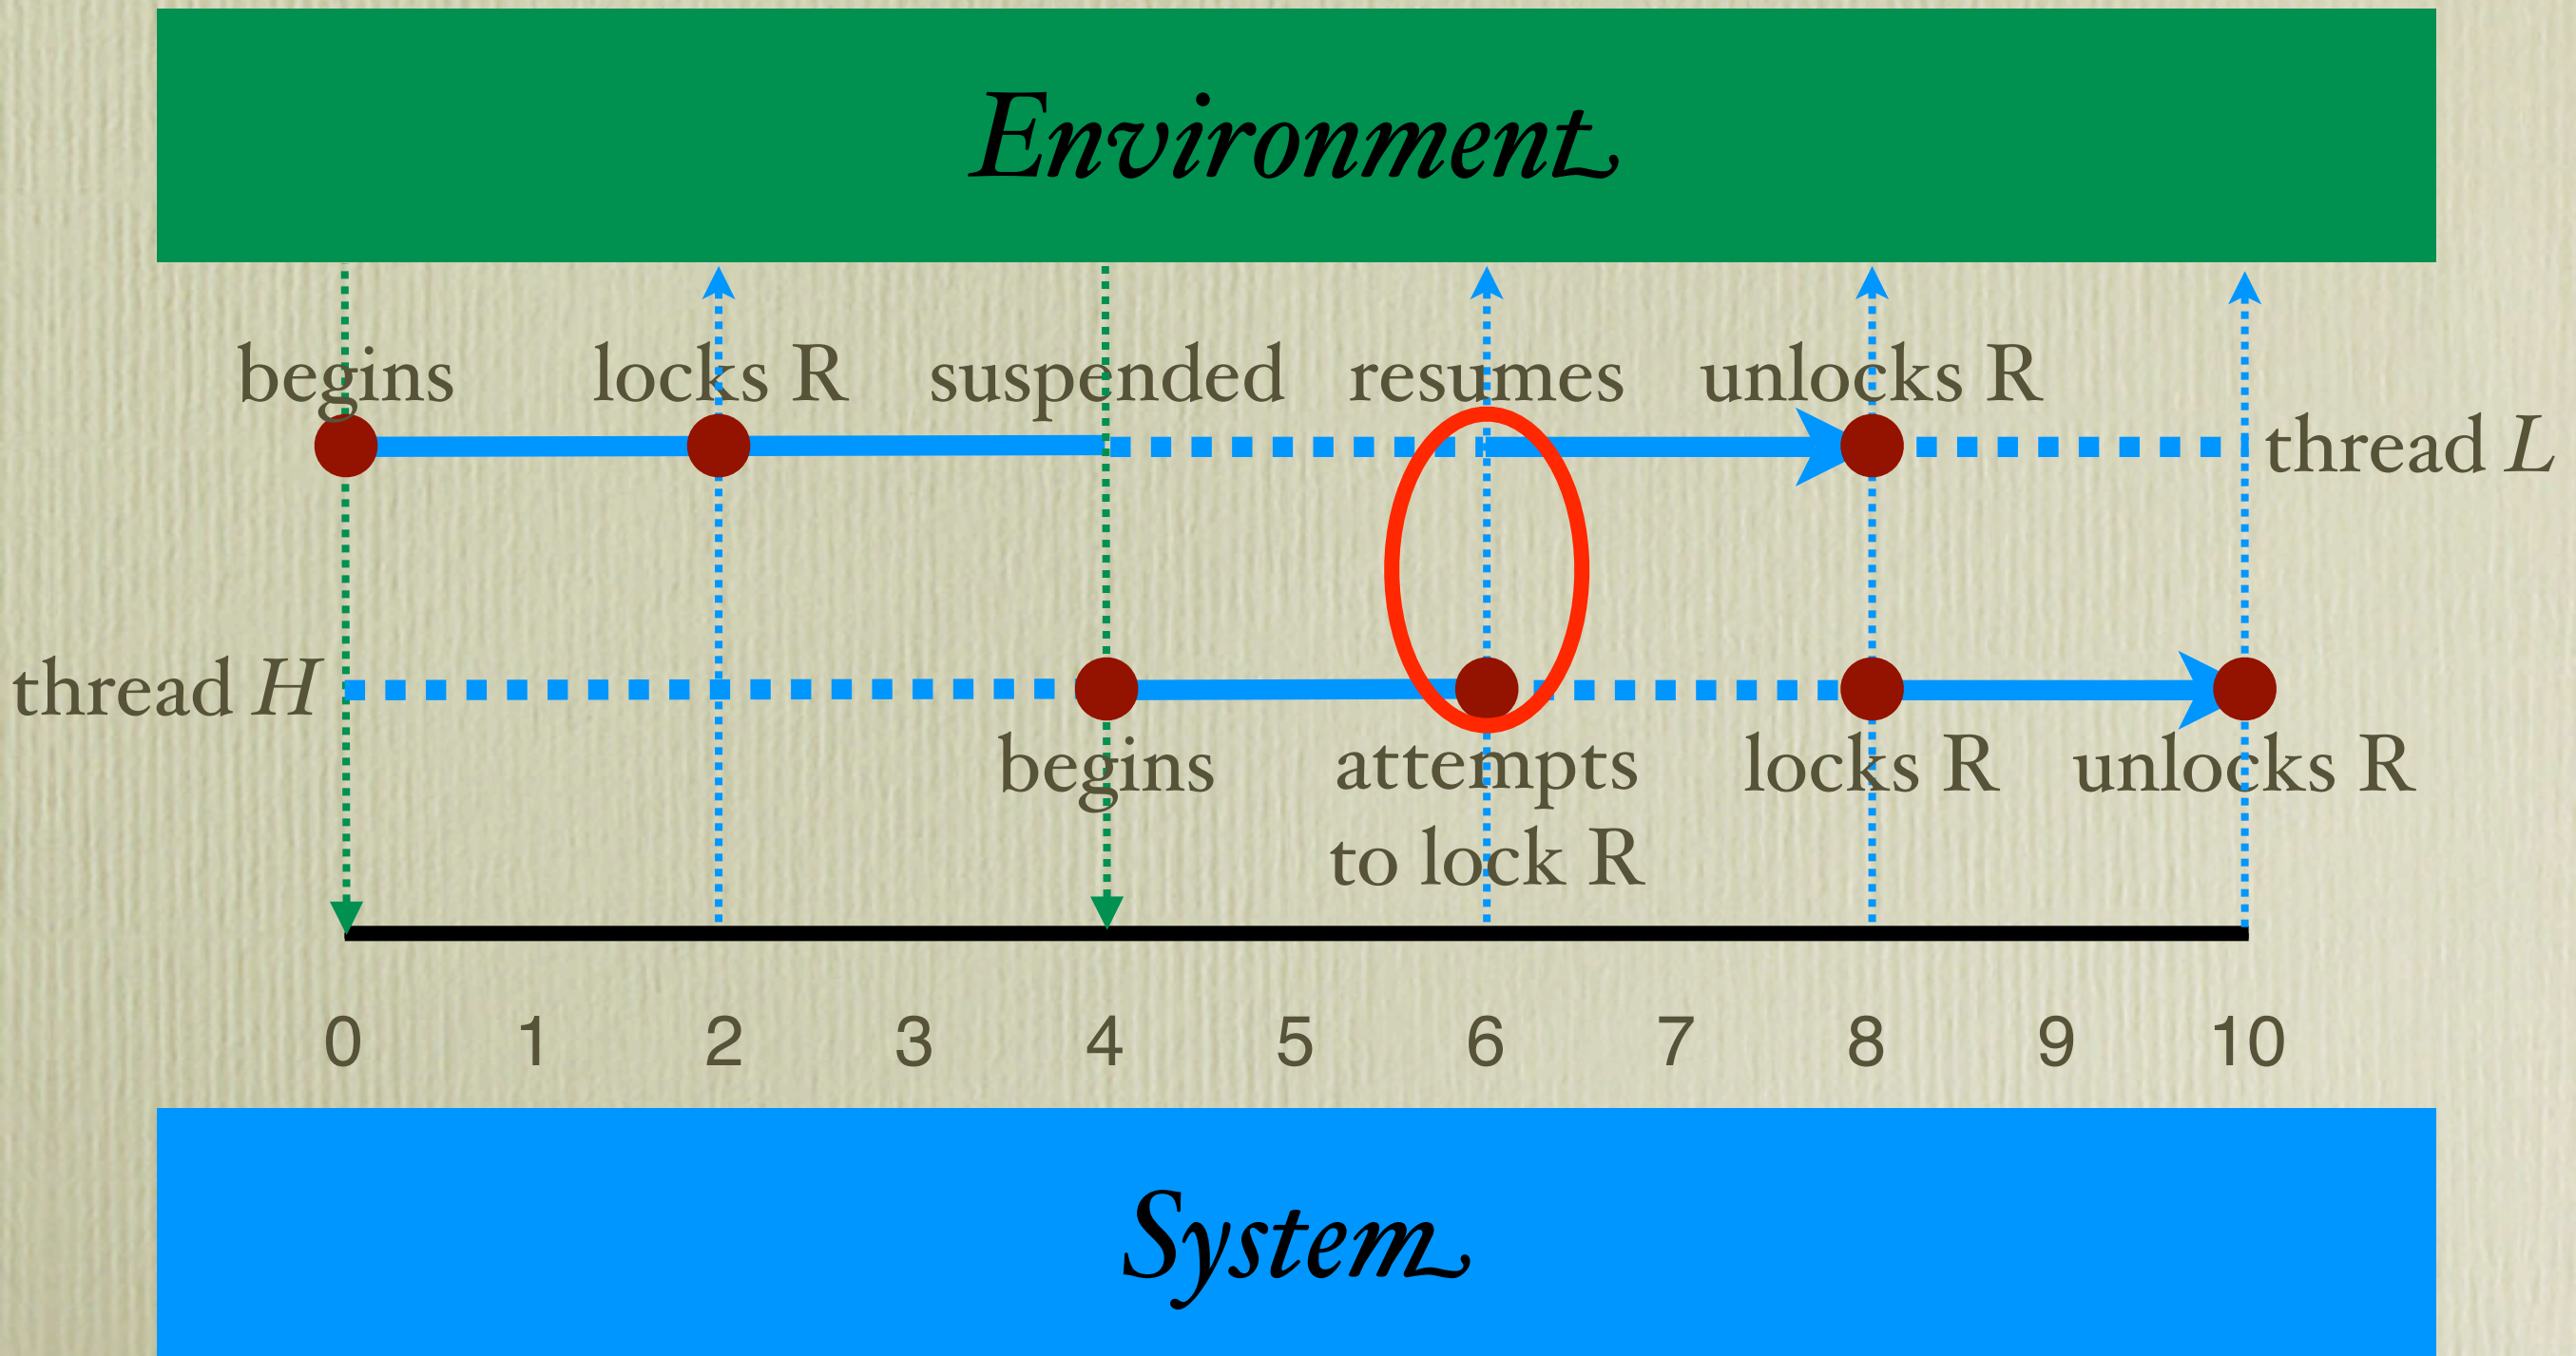 Environment
begins locks R suspended resumes unlocks R
thread L
thread H
begins attempts to lock R locks R unlocks R
0 1 2 3 4 5 6 7 8 9 10
System